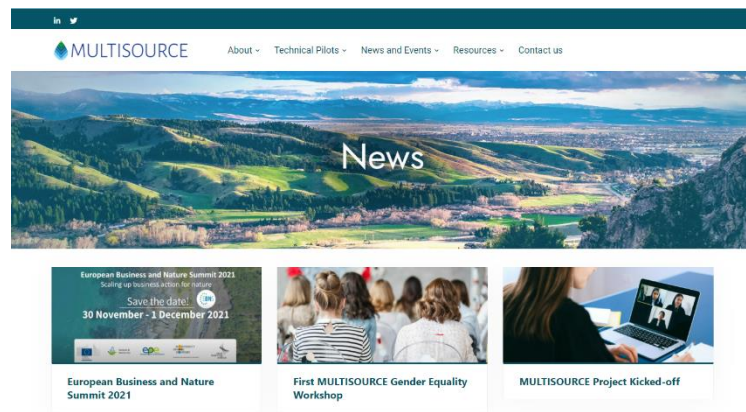 in
MULTISOURCE
About
Technical Pilots
News and Events
Resources
Contact us
News
European Business and Nature Summit 2021
Scaling up business action for nature
Save the date!
30 November - 1 December 2021
epe
European Business and Nature
Summit 2021
First MULTISOURCE Gender Equality
Workshop
MULTISOURCE Project Kicked-off